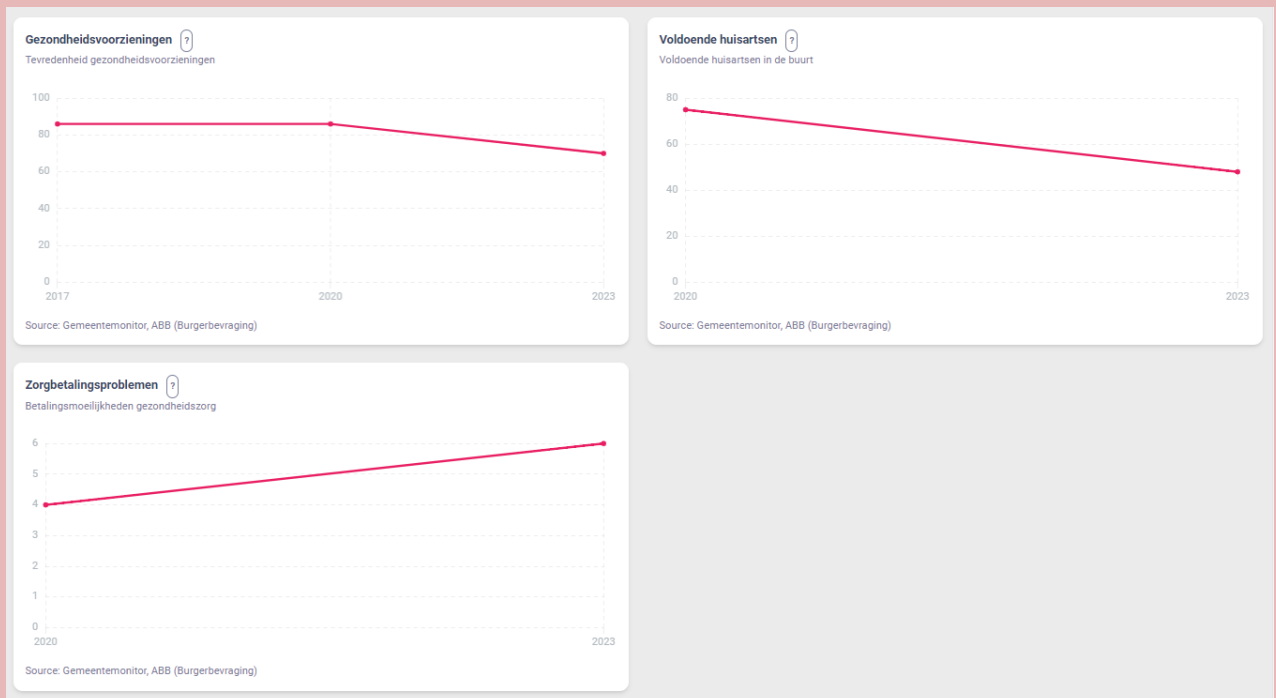 Gezondheidsvoorzieningen ?
Tevredenheid gezondheidsvoorzieningen
100
80
60
40
20
0
2017 2020 2023
Source: Gemeentemonitor, ABB (Burgerbevraging)
Voldoende huisartsen ?
Voldoende huisartsen in de buurt
80
60
40
20
0
2020 2023
Source: Gemeentemonitor, ABB (Burgerbevraging)
Zorgbetalingsproblemen ?
Betalingsmoeilijkheden gezondheidszorg
6
5
4
3
2
1
0
2020 2023
Source: Gemeentemonitor, ABB (Burgerbevraging)